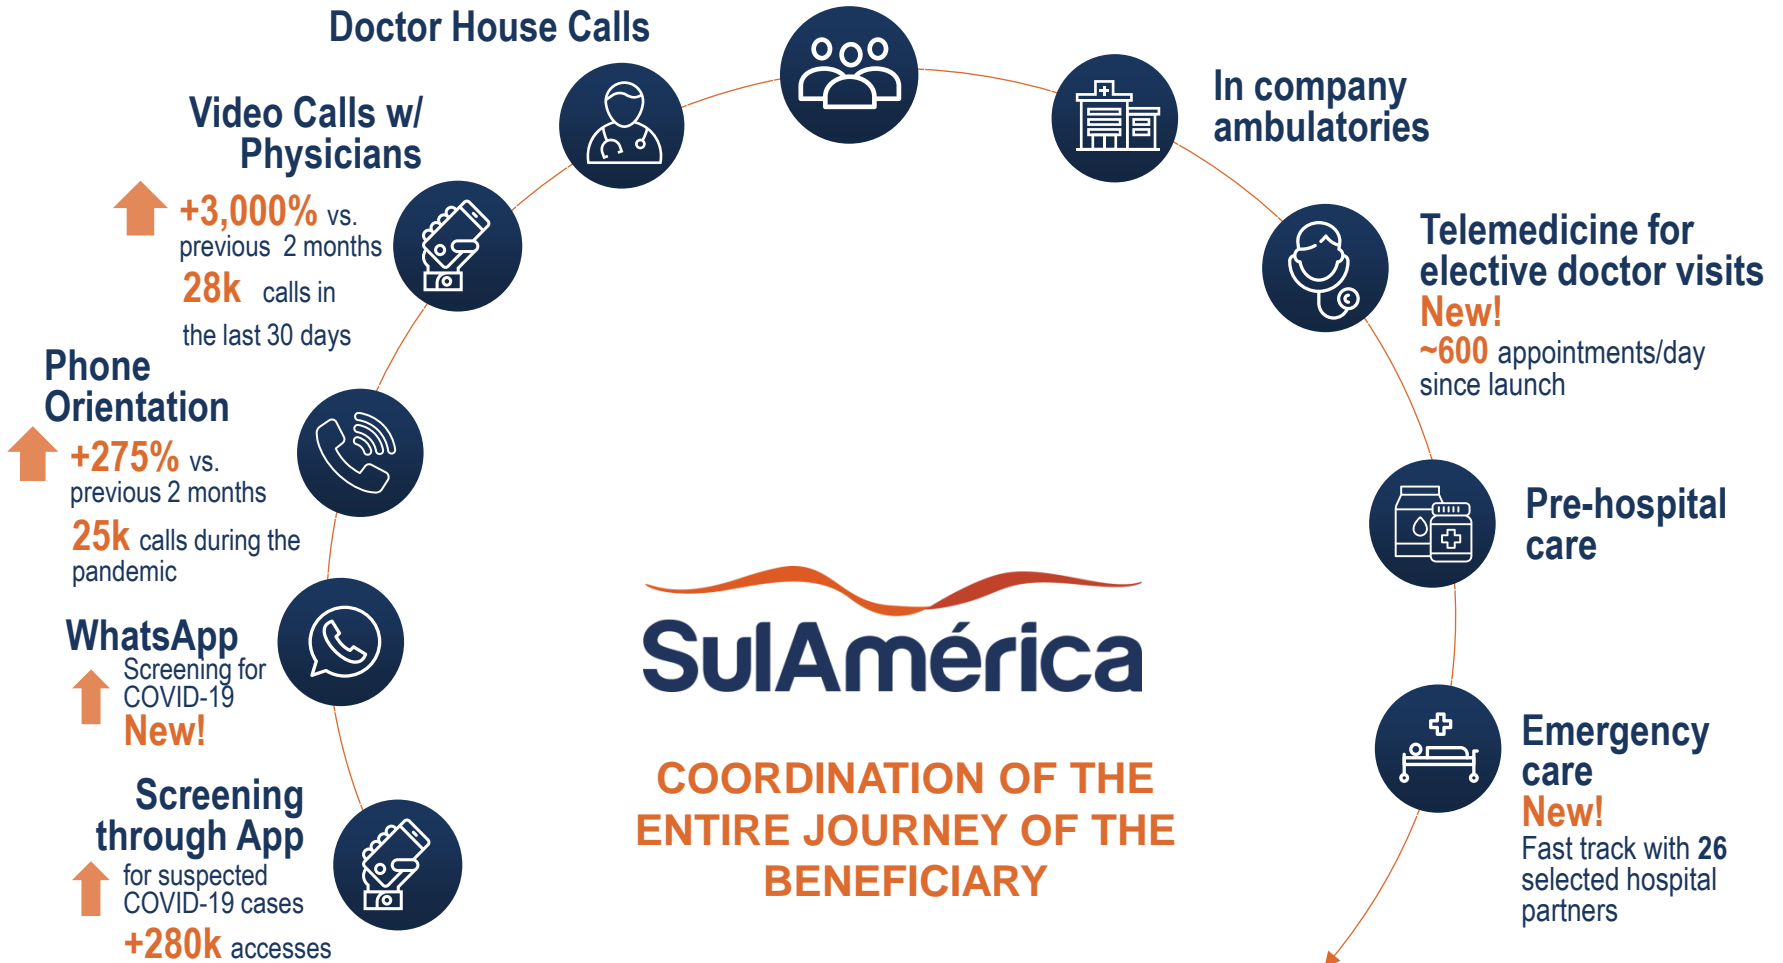 Doctor House Calls
Video Calls w/
Physicians
+3,000% vs.
previous 2 months
28k calls in
the last 30 days
Phone
Orientation
+275% vs.
previous 2 months
25k calls during the
pandemic
WhatsApp
Screening for
COVID-19
New!
Screening
through App
for suspected
COVID-19 cases
+280k accesses
In company
ambulatories
Telemedicine for
elective doctor visits
New!
~600 appointments/day
since launch
Pre-hospital
care
Emergency
care
New!
Fast track with 26
selected hospital
partners
SulAmérica
COORDINATION OF THE
ENTIRE JOURNEY OF THE
BENEFICIARY